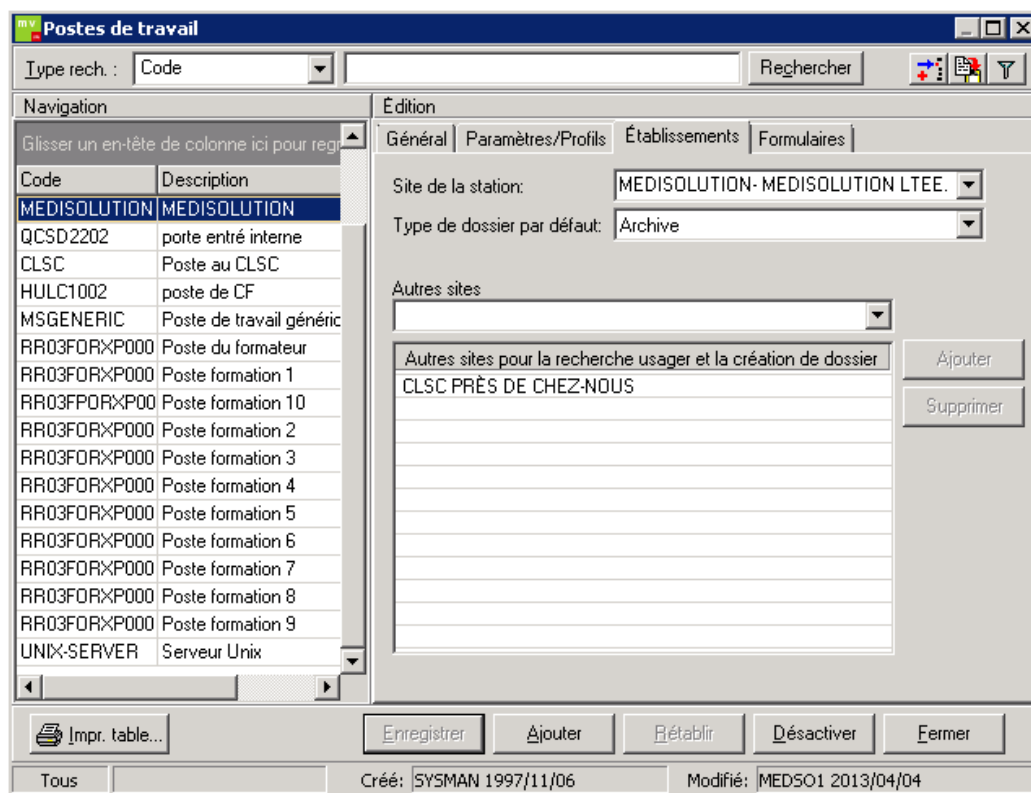 mv Postes de travail
Type rech. : Code Rechercher
Navigation Édition
Glisser un en-tête de colonne ici pour regr
Général Paramètres/Profils Établissements Formulaires
Code Description
Site de la station: MEDISOLUTION- MEDISOLUTION LTEE.
MEDISOLUTION MEDISOLUTION
Type de dossier par défaut: Archive
QCSD2202 porte entré interne
CLSC Poste au CLSC
HULC1002 poste de CF
Autres sites
MSGENERIC Poste de travail généric
RR03FORXP000 Poste du formateur
Autres sites pour la recherche usager et la création de dossier Ajouter
RR03FORXP000 Poste formation 1
CLSC PRÈS DE CHEZ-NOUS
RR03FPORXP00 Poste formation 10
Supprimer
RR03FORXP000 Poste formation 2
RR03FORXP000 Poste formation 3
RR03FORXP000 Poste formation 4
RR03FORXP000 Poste formation 5
RR03FORXP000 Poste formation 6
RR03FORXP000 Poste formation 7
RR03FORXP000 Poste formation 8
RR03FORXP000 Poste formation 9
UNIX-SERVER Serveur Unix
Impr. table... Enregistrer Ajouter Rétablir Désactiver Fermer
Tous Créé: SYSMAN 1997/11/06 Modifié: MEDSO1 2013/04/04